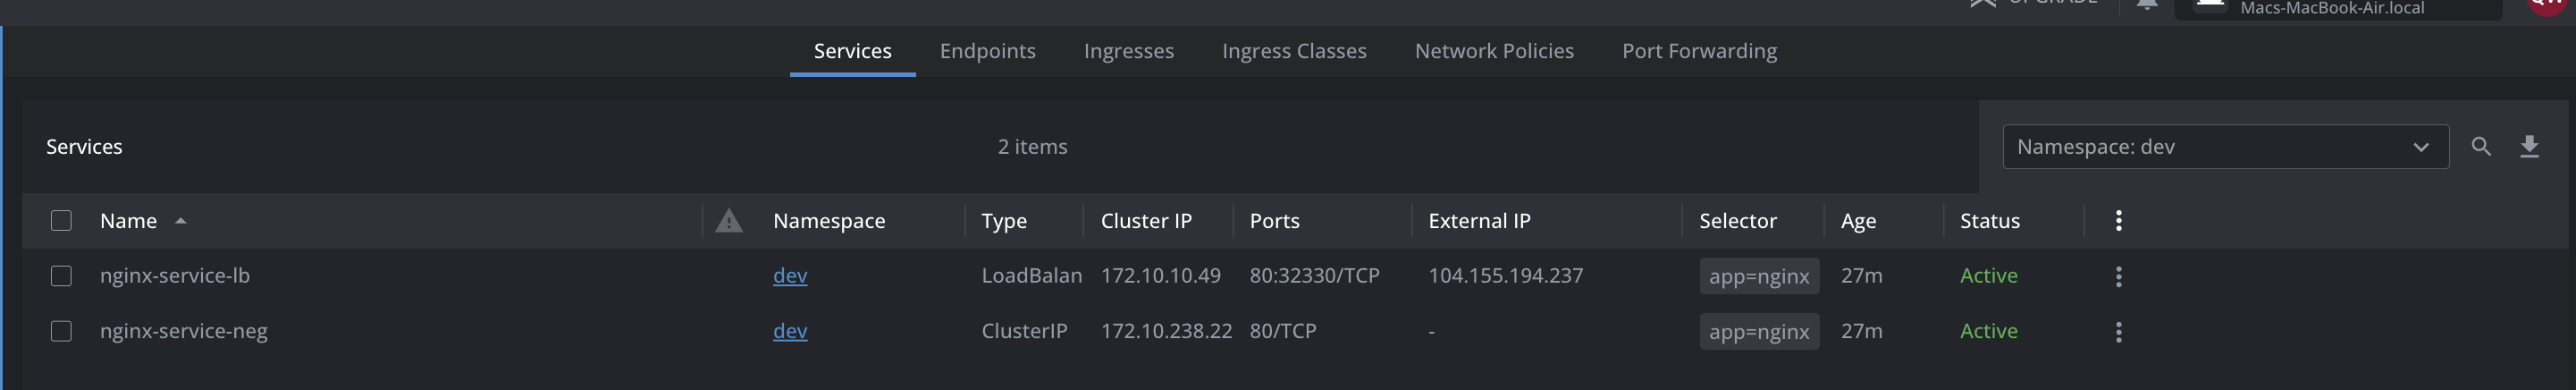 UPGRADE
Macs-MacBook-Air.local
QW
Services Endpoints Ingresses Ingress Classes Network Policies Port Forwarding
Services 2 items Namespace: dev
Name Namespace Type Cluster IP Ports External IP Selector Age Status
nginx-service-lb dev LoadBalan 172.10.10.49 80:32330/TCP 104.155.194.237 app=nginx 27m Active
nginx-service-neg dev ClusterIP 172.10.238.22 80/TCP - app=nginx 27m Active